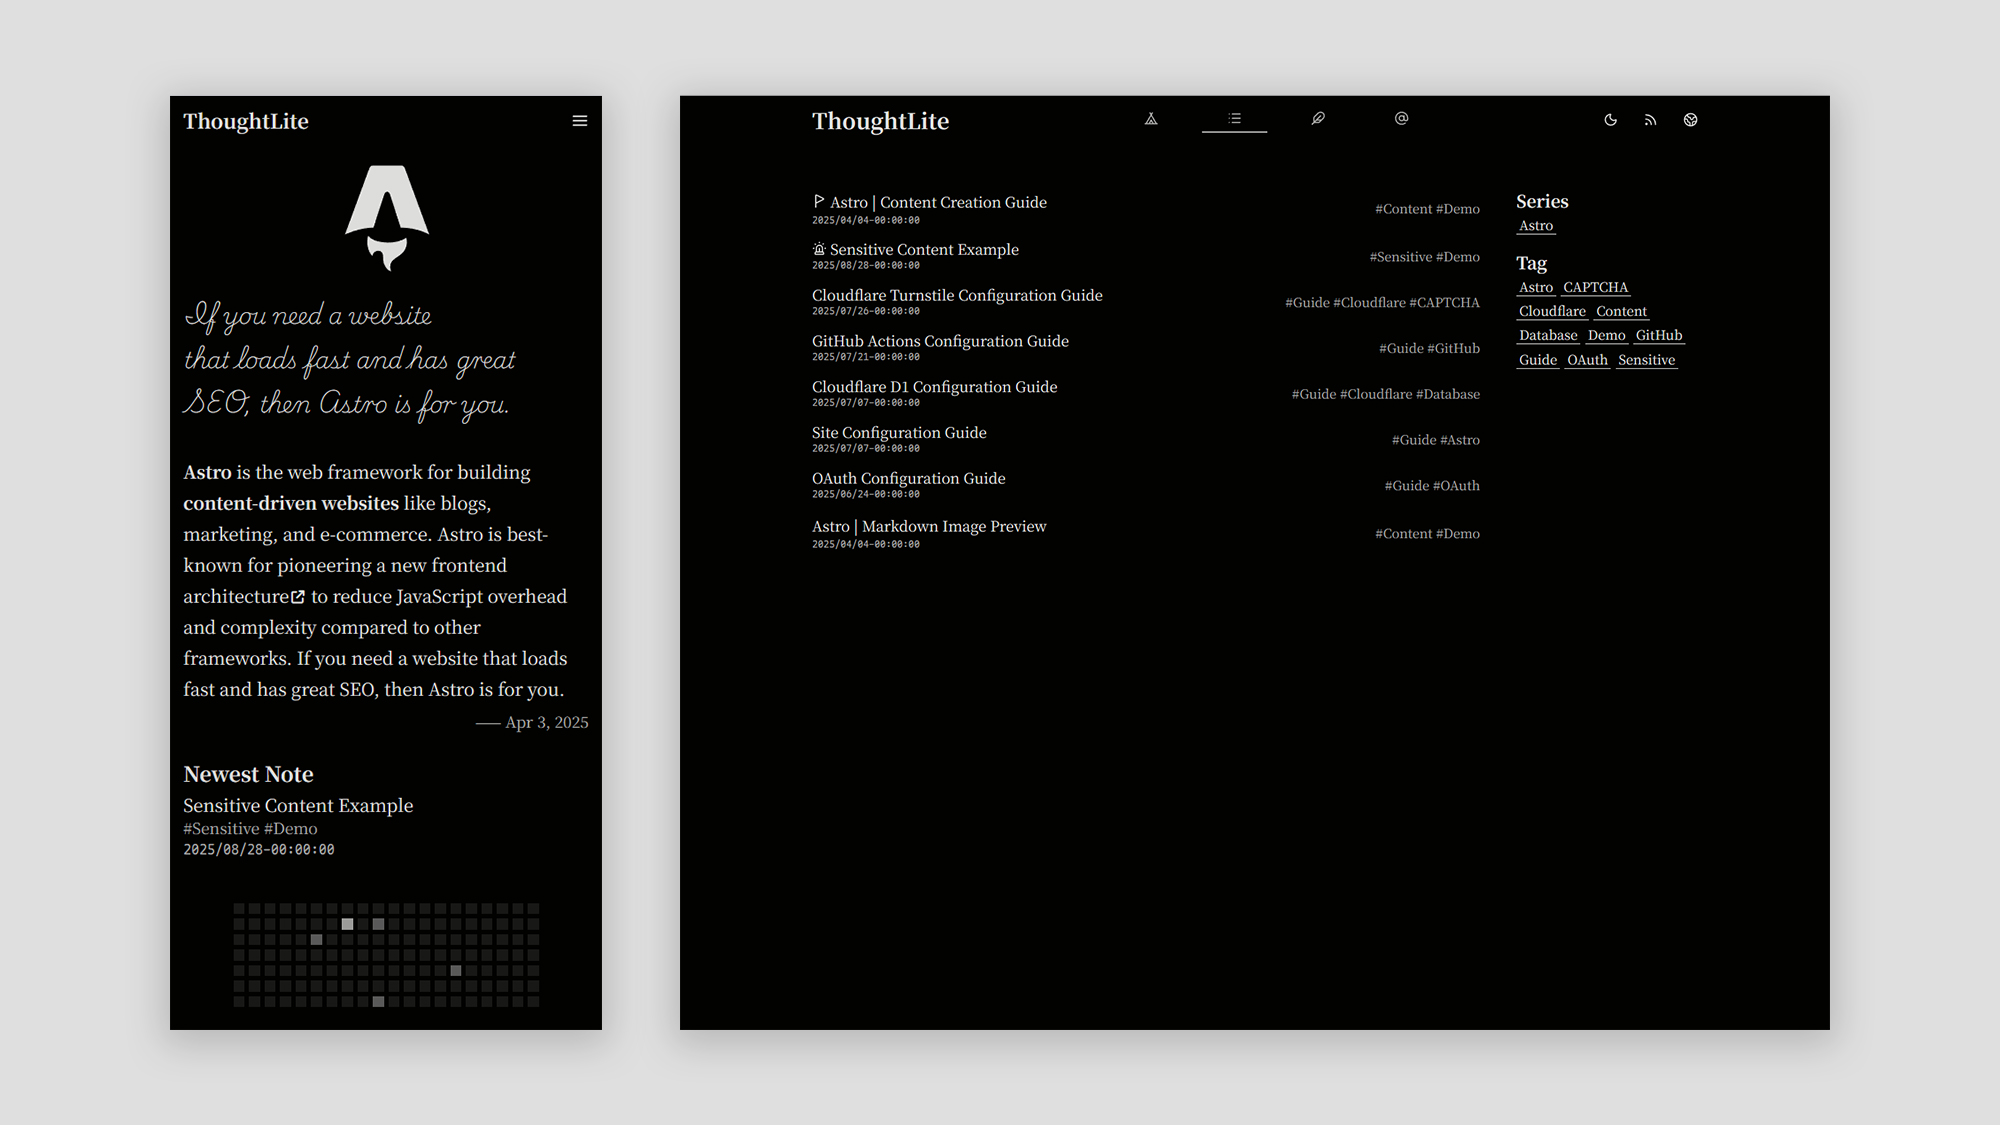 ThoughtLite
If you need a website
that loads fast and has great
SEO, then Astro is for you.
Astro is the web framework for building
content-driven websites like blogs,
marketing, and e-commerce. Astro is best-
known for pioneering a new frontend
architecture to reduce JavaScript overhead
and complexity compared to other
frameworks. If you need a website that loads
fast and has great SEO, then Astro is for you.
—— Apr 3, 2025
Newest Note
Sensitive Content Example
#Sensitive #Demo
2025/08/28-00:00:00
ThoughtLite
Astro | Content Creation Guide
2025/04/04-00:00:00
#Content #Demo
Sensitive Content Example
2025/08/28-00:00:00
#Sensitive #Demo
Cloudflare Turnstile Configuration Guide
2025/07/26-00:00:00
#Guide #Cloudflare #CAPTCHA
GitHub Actions Configuration Guide
2025/07/21-00:00:00
#Guide #GitHub
Cloudflare D1 Configuration Guide
2025/07/07-00:00:00
#Guide #Cloudflare #Database
Site Configuration Guide
2025/07/07-00:00:00
#Guide #Astro
OAuth Configuration Guide
2025/06/24-00:00:00
#Guide #OAuth
Astro | Markdown Image Preview
2025/04/04-00:00:00
#Content #Demo
Series
Astro
Tag
Astro CAPTCHA
Cloudflare Content
Database Demo GitHub
Guide OAuth Sensitive